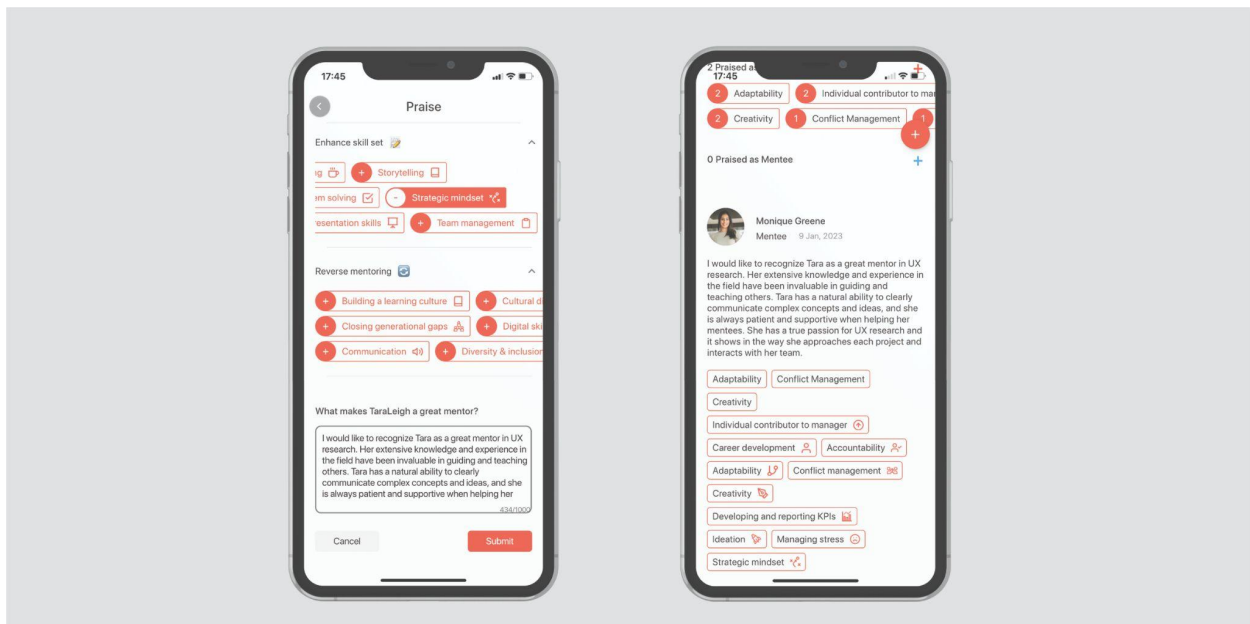 17:45
Praise
Enhance skill set
+ Storytelling
solving
- Strategic mindset
presentation skills
+ Team management
Reverse mentoring
+ Building a learning culture
+ Cultural
+ Closing generational gaps
+ Digital
+ Communication
+ Diversity & inclusion
What makes TaraLeigh a great mentor?
I would like to recognize Tara as a great mentor in UX
research. Her extensive knowledge and experience in
the field have been invaluable in guiding and teaching
others. Tara has a natural ability to clearly
communicate complex concepts and ideas, and she
is always patient and supportive when helping her
434/1000
Cancel
Submit
2 Praised as
17:45
+
2 Adaptability
2 Individual contributor to
2 Creativity
1 Conflict Management
1
+
0 Praised as Mentee
+
Monique Greene
Mentee 9 Jan, 2023
I would like to recognize Tara as a great mentor in UX
research. Her extensive knowledge and experience in
the field have been invaluable in guiding and
teaching others. Tara has a natural ability to clearly
communicate complex concepts and ideas, and she
is always patient and supportive when helping her
mentees. She has a true passion for UX research and
it shows in the way she approaches each project and
interacts with her team.
Adaptability
Conflict Management
Creativity
Individual contributor to manager
Career development
Accountability
Adaptability
Conflict management
Creativity
Developing and reporting KPIs
Ideation
Managing stress
Strategic mindset